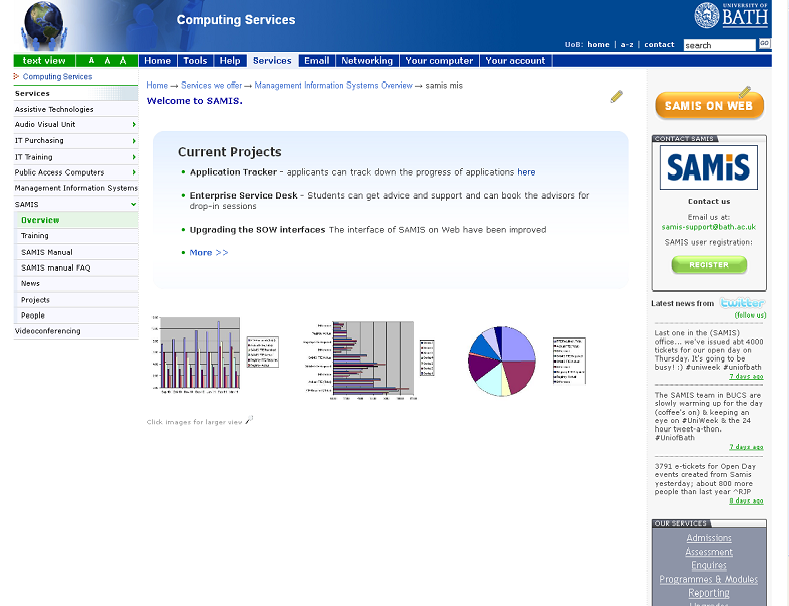 Computing Services
UNIVERSITY OF
BATH
UoB: home | a-z | contact
search
GO
text view
A A A
Home
Tools
Help
Services
Email
Networking
Your computer
Your account
Computing Services
Services
Assistive Technologies
Audio Visual Unit
IT Purchasing
IT Training
Public Access Computers
Management Information Systems
SAMIS
Overview
Training
SAMIS Manual
SAMIS manual FAQ
News
Projects
People
Videoconferencing
Home → Services we offer → Management Information Systems Overview → samis mis
Welcome to SAMIS.
Current Projects
Application Tracker - applicants can track down the progress of applications here
Enterprise Service Desk - Students can get advice and support and can book the advisors for
drop-in sessions
Upgrading the SOW interfaces The interface of SAMIS on Web have been improved
More >>
Click images for larger view
SAMIS ON WEB
CONTACT SAMIS
SAMiS
Contact us
Email us at:
samis-support@bath.ac.uk
SAMIS user registration:
REGISTER
Latest news from twitter
(follow us)
Last one in the (SAMIS)
office... we've issued abt 4000
tickets for our open day on
Thursday. It's going to be
busy! :) #uniweek #uniofbath
7 days ago
The SAMIS team in BUCS are
slowly warming up for the day
(coffee's on) & keeping an
eye on #UniWeek & the 24
hour tweet-a-thon.
#UniofBath
7 days ago
3791 e-tickets for Open Day
events created from Samis
yesterday; about 800 more
people than last year ^RJP
8 days ago
OUR SERVICES
Admissions
Assessment
Enquires
Programmes & Modules
Reporting
Upgrades